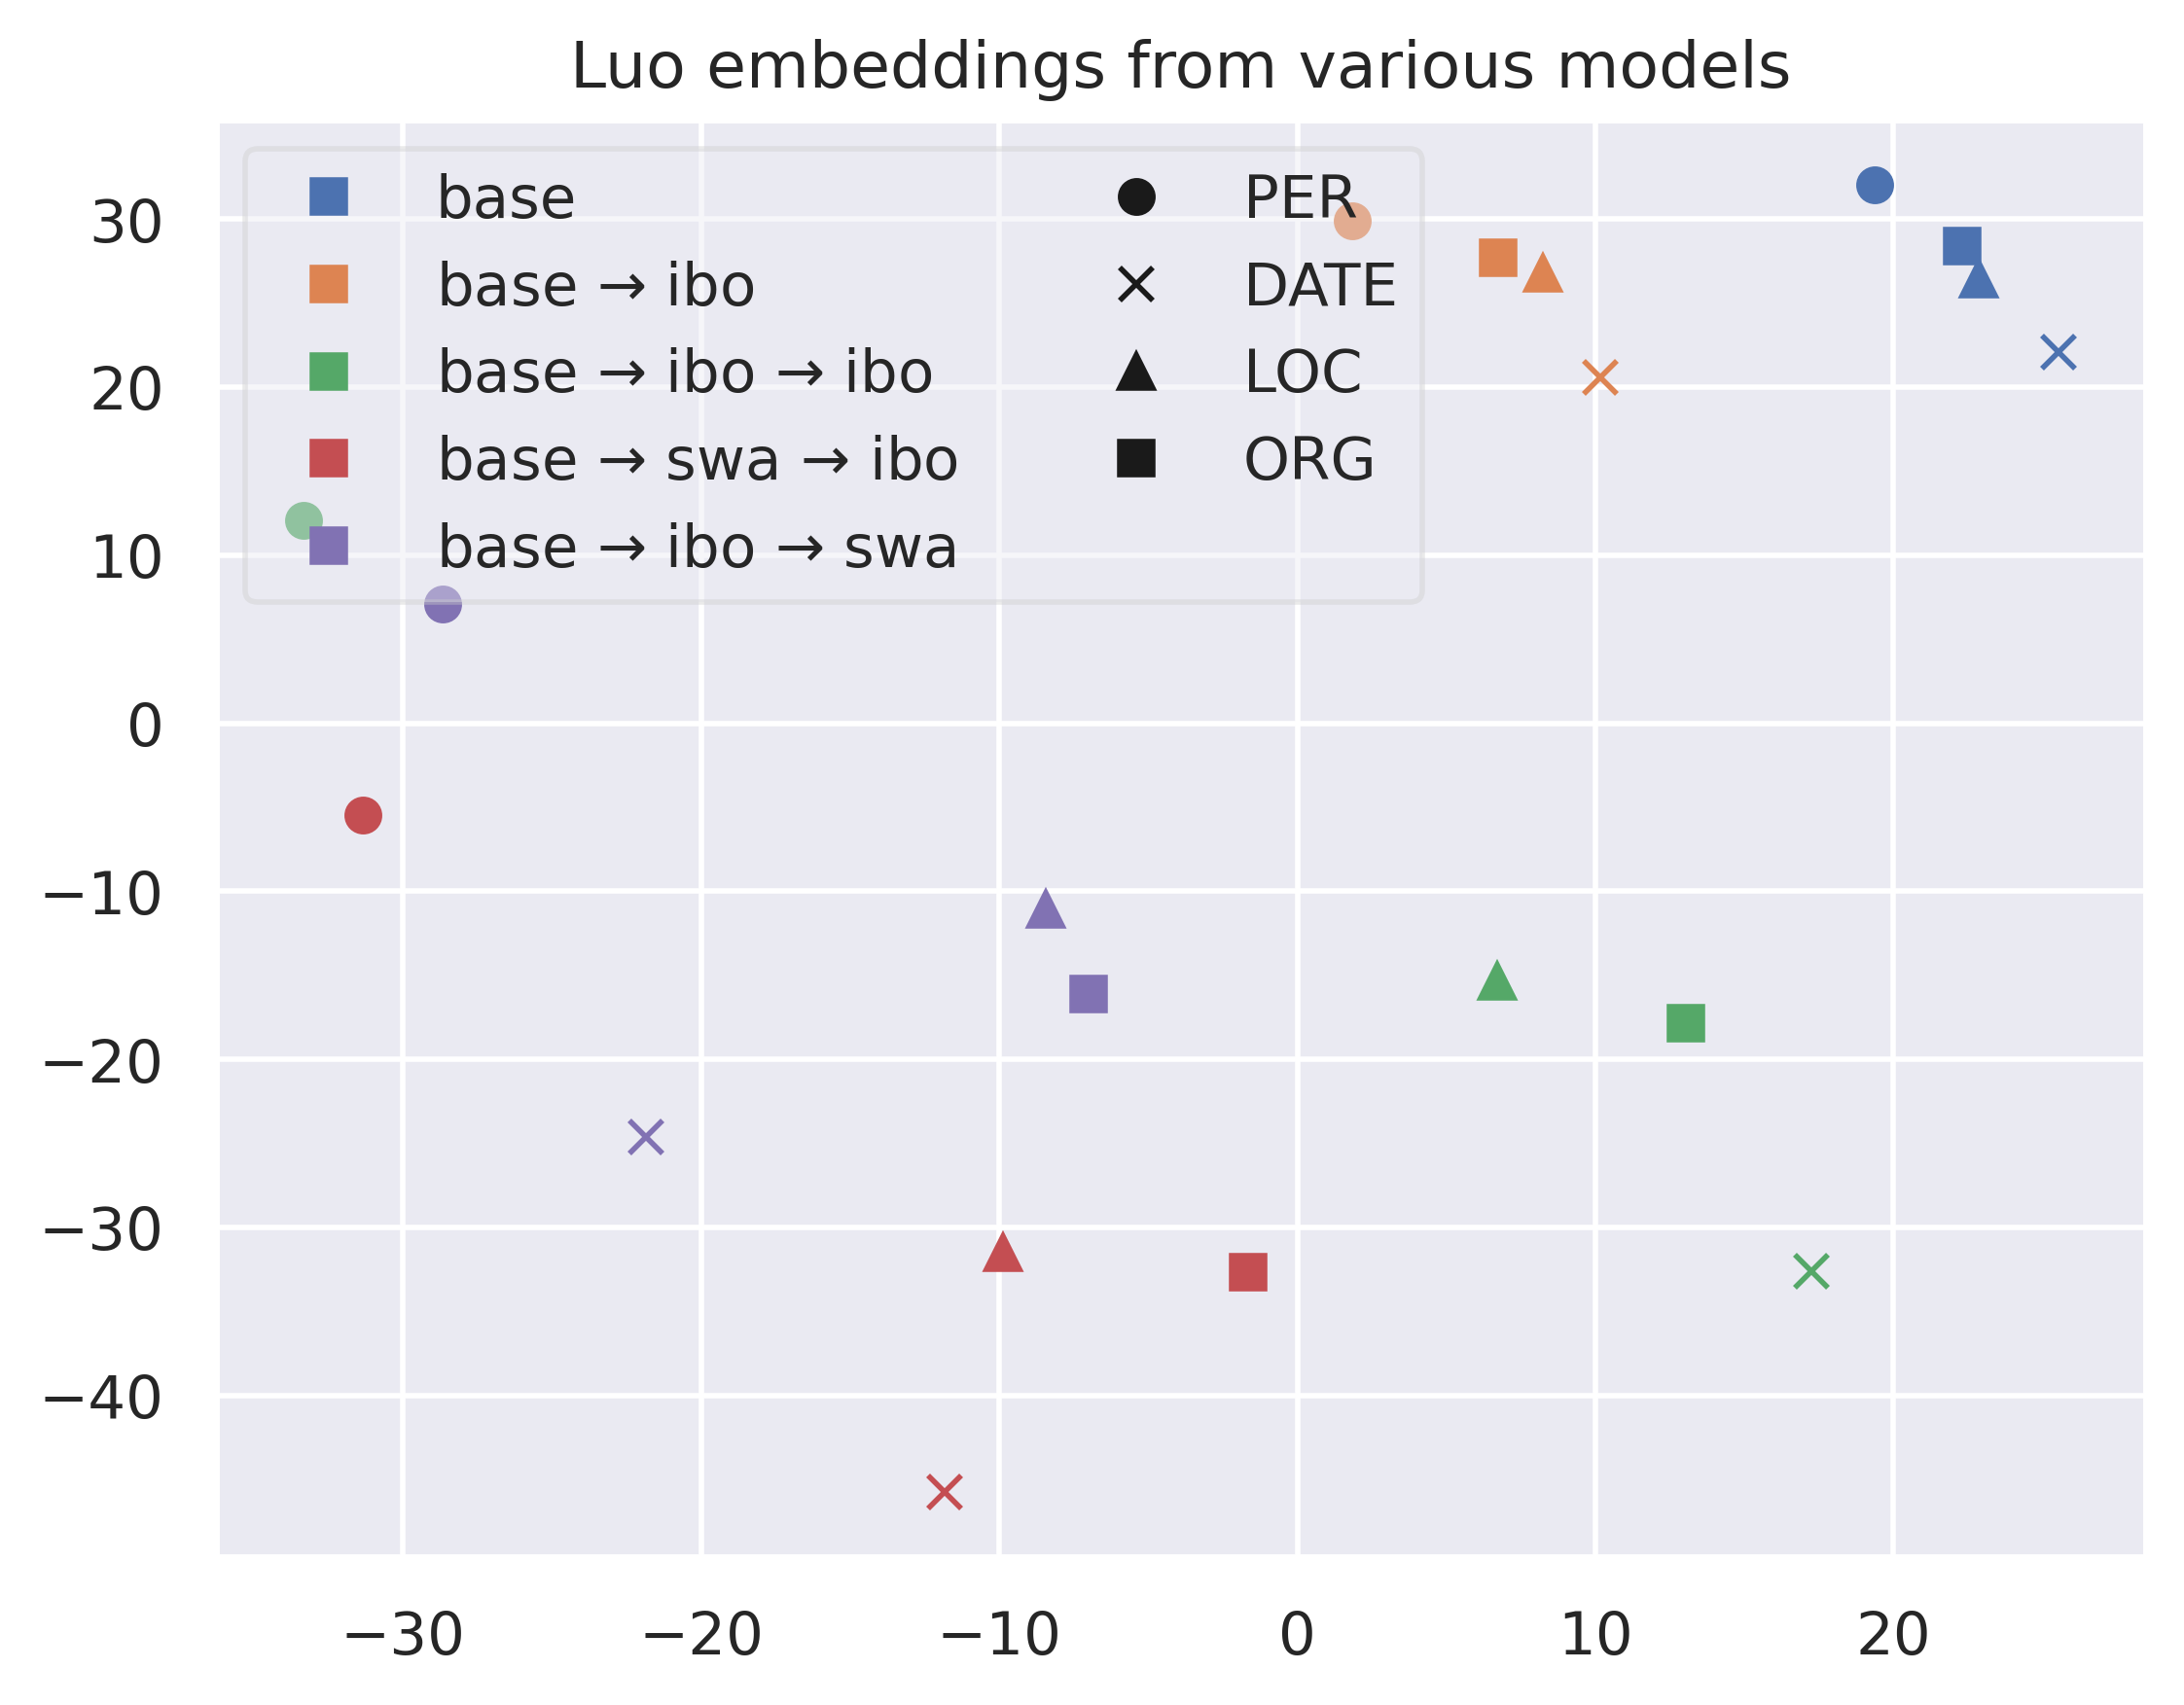 Luo embeddings from various models
base
base → ibo
base → ibo → ibo
base → swa → ibo
base → ibo → swa
PER
DATE
LOC
ORG
30
20
10
0
−10
−20
−30
−40
−30
−20
−10
0
10
20